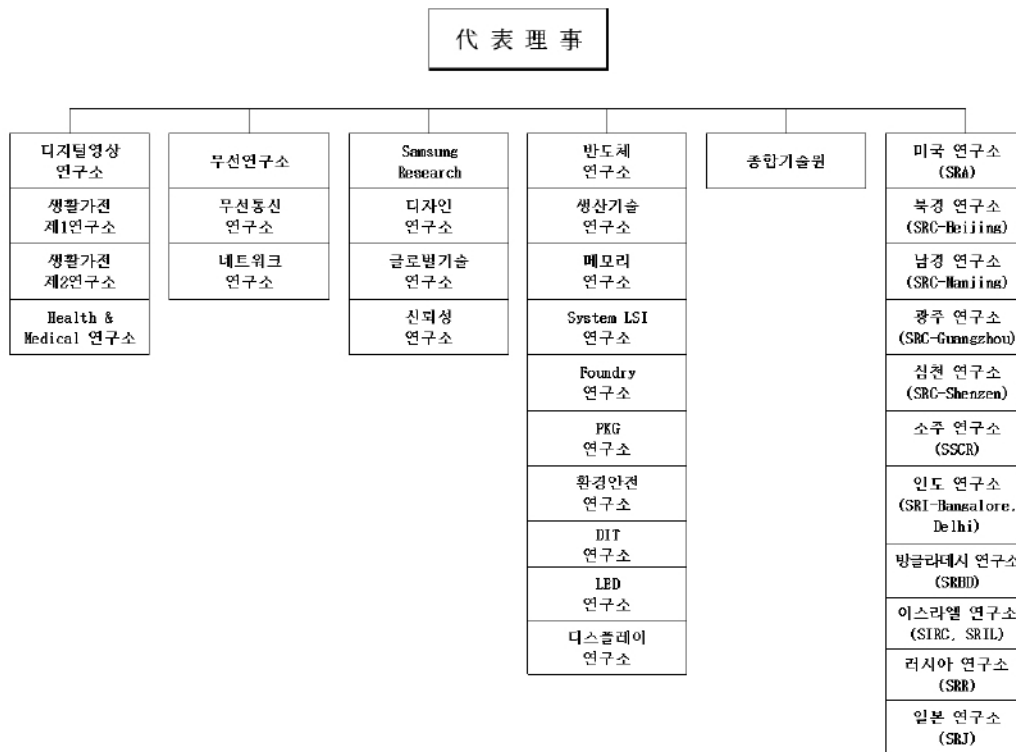 代 表 理 事
디지털영상
연구소
생활가전
제1연구소
생활가전
제2연구소
Health &
Medical 연구소
무선연구소
무선통신
연구소
네트워크
연구소
Samsung
Research
디자인
연구소
글로벌기술
연구소
신뢰성
연구소
반도체
연구소
생산기술
연구소
메모리
연구소
System LSI
연구소
Foundry
연구소
PKG
연구소
환경안전
연구소
DIT
연구소
LED
연구소
디스플레이
연구소
종합기술원
미국 연구소
(SRA)
북경 연구소
(SRC-Beijing)
남경 연구소
(SRC-Nanjing)
광주 연구소
(SRC-Guangzhou)
심천 연구소
(SRC-Shenzen)
소주 연구소
(SSCR)
인도 연구소
(SRI-Bangalore,
Delhi)
방글라데시 연구소
(SRBD)
이스라엘 연구소
(SIRC, SRIL)
러시아 연구소
(SRR)
일본 연구소
(SRJ)